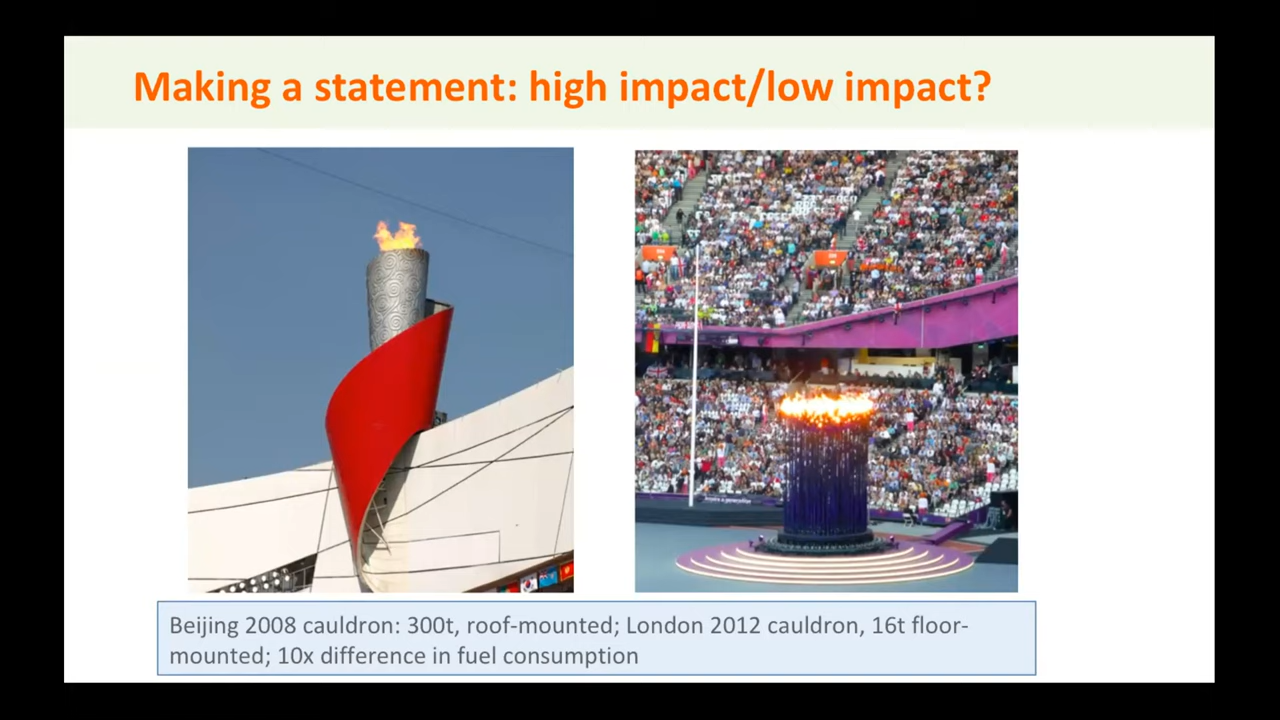 Making a statement: high impact/low impact?
Beijing 2008 cauldron: 300t, roof-mounted; London 2012 cauldron, 16t floor-
mounted; 10x difference in fuel consumption